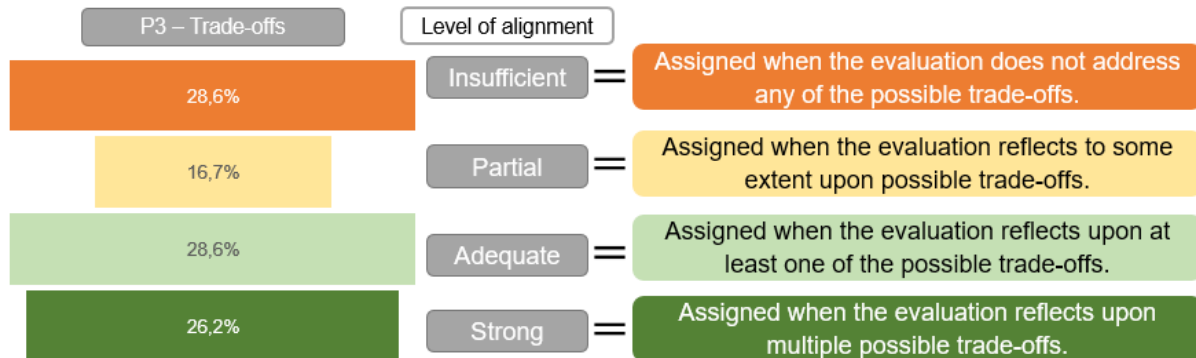 P3 – Trade-offs
Level of alignment
28,6%
Insufficient
=
Assigned when the evaluation does not address
any of the possible trade-offs.
16,7%
Partial
=
Assigned when the evaluation reflects to some
extent upon possible trade-offs.
28,6%
Adequate
=
Assigned when the evaluation reflects upon at
least one of the possible trade-offs.
26,2%
Strong
=
Assigned when the evaluation reflects upon
multiple possible trade-offs.